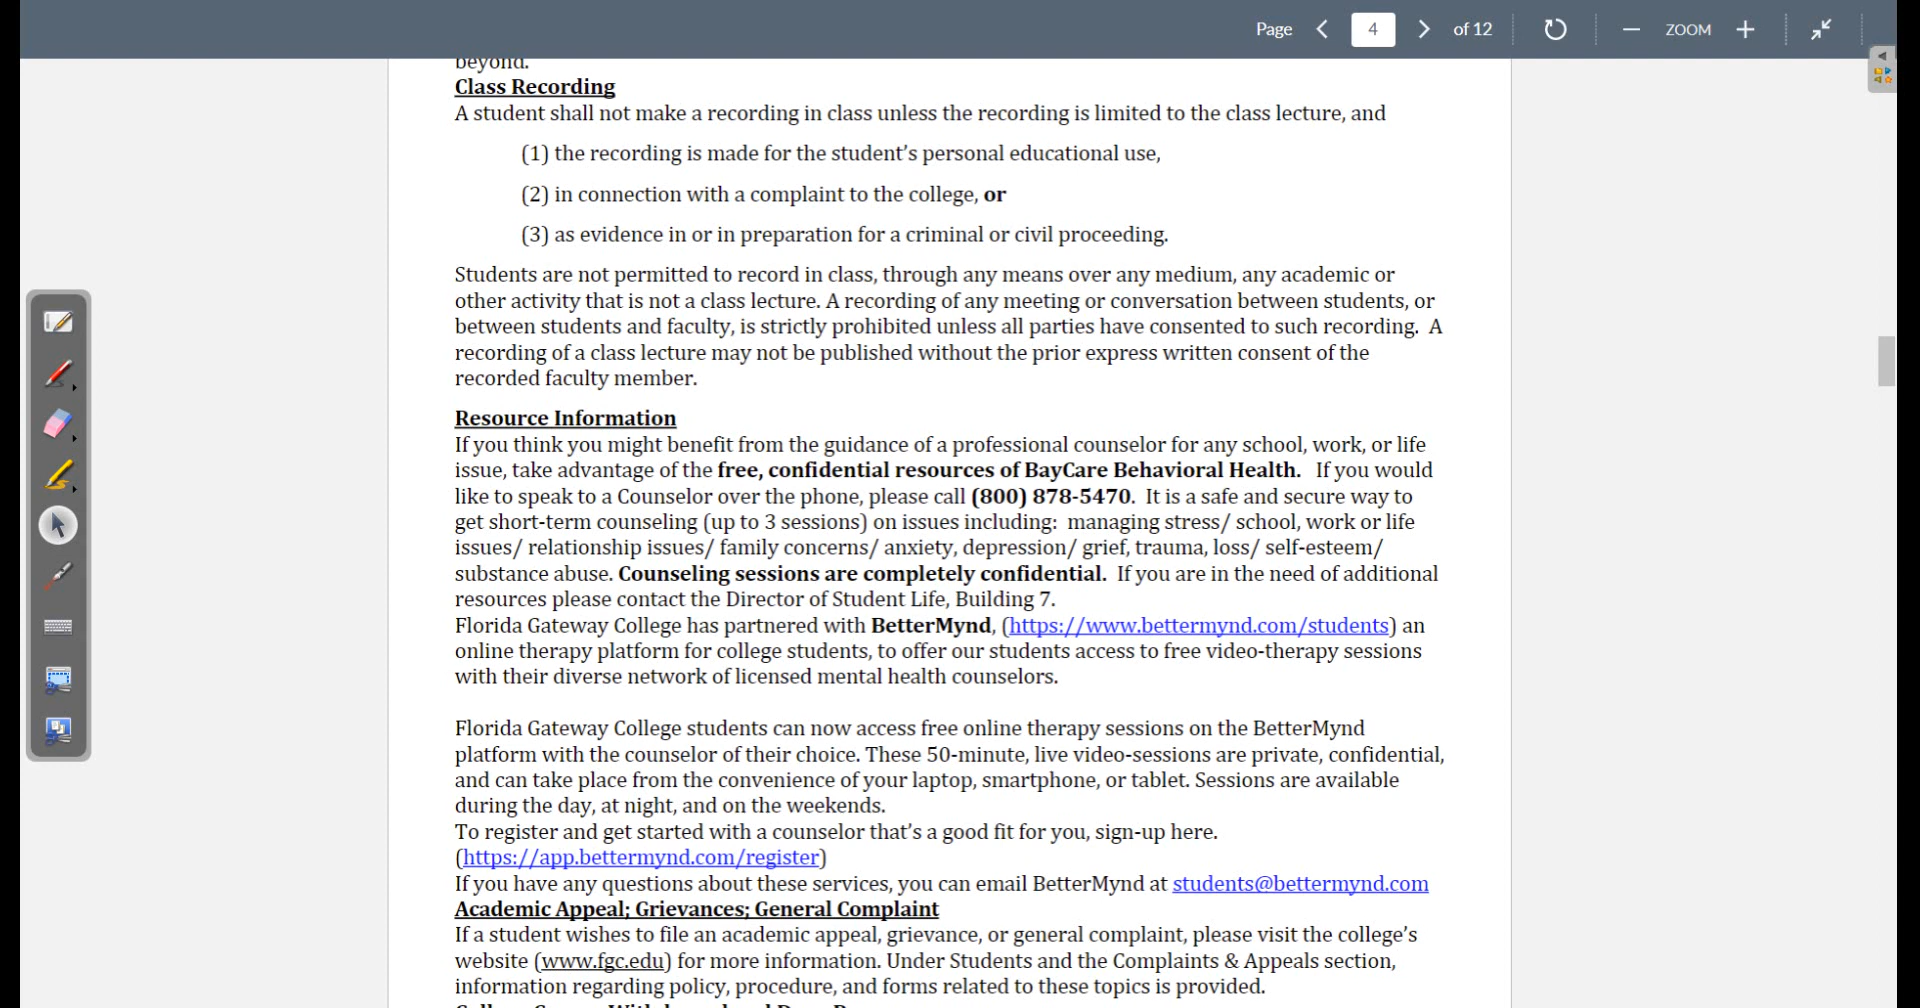 Page 4 of 12 ZOOM
beyond.
Class Recording
A student shall not make a recording in class unless the recording is limited to the class lecture, and
(1) the recording is made for the student’s personal educational use,
(2) in connection with a complaint to the college, or
(3) as evidence in or in preparation for a criminal or civil proceeding.
Students are not permitted to record in class, through any means over any medium, any academic or
other activity that is not a class lecture. A recording of any meeting or conversation between students, or
between students and faculty, is strictly prohibited unless all parties have consented to such recording. A
recording of a class lecture may not be published without the prior express written consent of the
recorded faculty member.
Resource Information
If you think you might benefit from the guidance of a professional counselor for any school, work, or life
issue, take advantage of the free, confidential resources of BayCare Behavioral Health. If you would
like to speak to a Counselor over the phone, please call (800) 878-5470. It is a safe and secure way to
get short-term counseling (up to 3 sessions) on issues including: managing stress/ school, work or life
issues/ relationship issues/ family concerns/ anxiety, depression/ grief, trauma, loss/ self-esteem/
substance abuse. Counseling sessions are completely confidential. If you are in the need of additional
resources please contact the Director of Student Life, Building 7.
Florida Gateway College has partnered with BetterMynd, (https://www.bettermynd.com/students) an
online therapy platform for college students, to offer our students access to free video-therapy sessions
with their diverse network of licensed mental health counselors.
Florida Gateway College students can now access free online therapy sessions on the BetterMynd
platform with the counselor of their choice. These 50-minute, live video-sessions are private, confidential,
and can take place from the convenience of your laptop, smartphone, or tablet. Sessions are available
during the day, at night, and on the weekends.
To register and get started with a counselor that’s a good fit for you, sign-up here.
(https://app.bettermynd.com/register)
If you have any questions about these services, you can email BetterMynd at students@bettermynd.com
Academic Appeal; Grievances; General Complaint
If a student wishes to file an academic appeal, grievance, or general complaint, please visit the college’s
website (www.fgc.edu) for more information. Under Students and the Complaints & Appeals section,
information regarding policy, procedure, and forms related to these topics is provided.